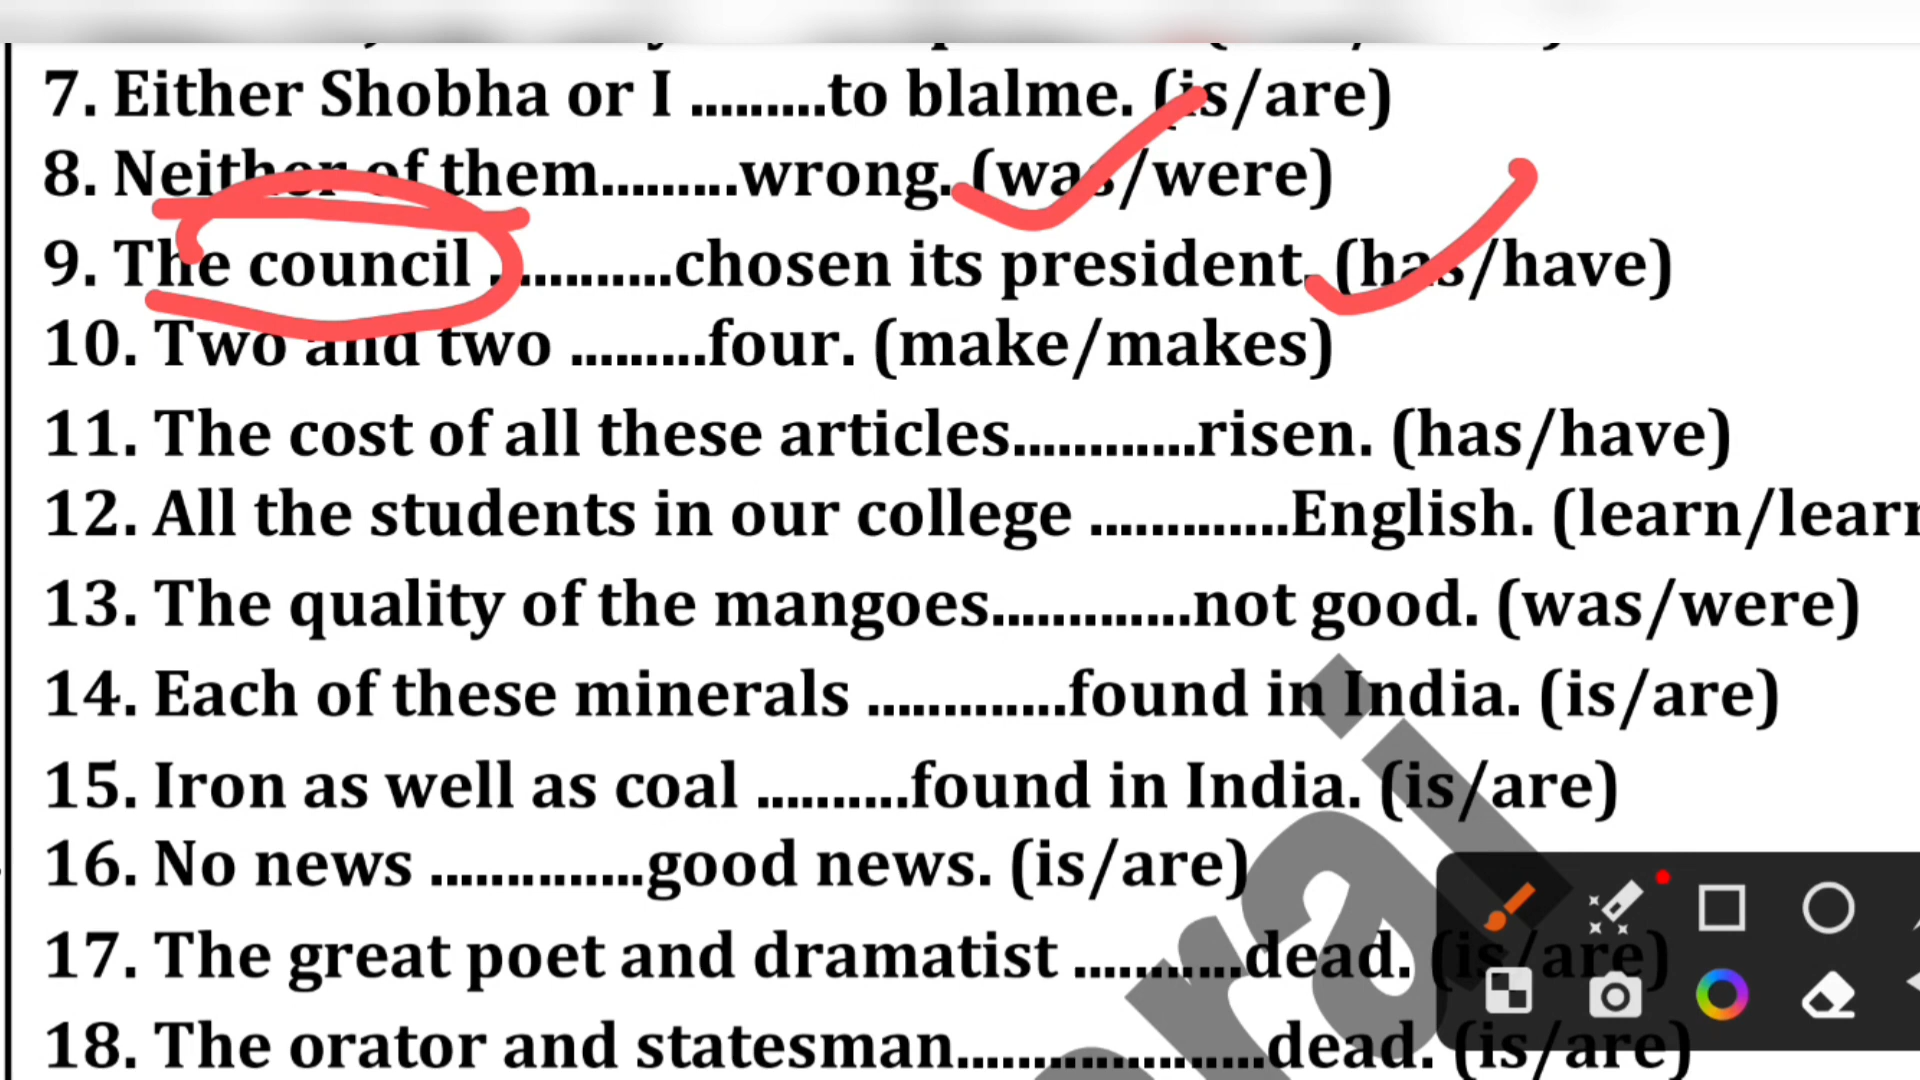 7. Either Shobha or I .........to blalme. (is/are)
8. Neither of them.........wrong. (was/were)
9. The council ............chosen its president. (has/have)
10. Two and two .........four. (make/makes)
11. The cost of all these articles............risen. (has/have)
12. All the students in our college .............English. (learn/learn
13. The quality of the mangoes.............not good. (was/were)
14. Each of these minerals .............found in India. (is/are)
15. Iron as well as coal ..........found in India. (is/are)
16. No news ..............good news. (is/are)
17. The great poet and dramatist ...........dead. (is/are)
18. The orator and statesman....................dead. (is/are)
rai